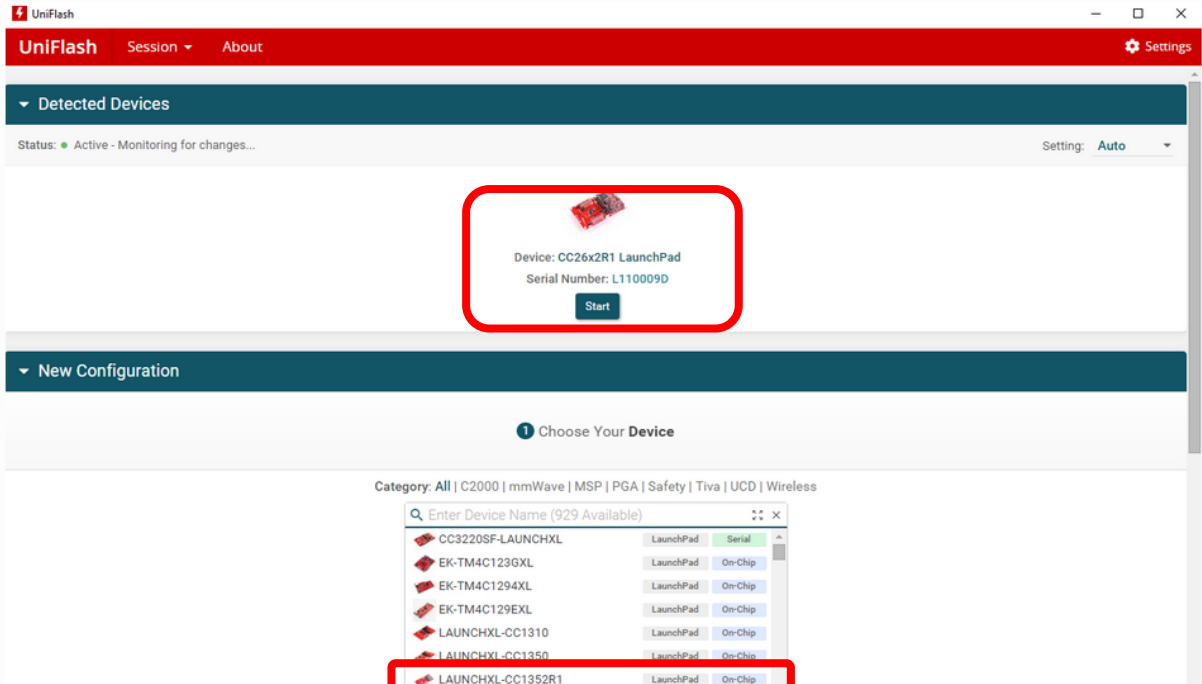 UniFlash
UniFlash Session About Settings
Detected Devices
Status: Active - Monitoring for changes... Setting: Auto
Device: CC26x2R1 LaunchPad
Serial Number: L110009D
Start
New Configuration
1 Choose Your Device
Category: All | C2000 | mmWave | MSP | PGA | Safety | Tiva | UCD | Wireless
Enter Device Name (929 Available)
CC3220SF-LAUNCHXL LaunchPad Serial
EK-TM4C123GXL LaunchPad On-Chip
EK-TM4C1294XL LaunchPad On-Chip
EK-TM4C129EXL LaunchPad On-Chip
LAUNCHXL-CC1310 LaunchPad On-Chip
LAUNCHXL-CC1350 LaunchPad On-Chip
LAUNCHXL-CC1352R1 LaunchPad On-Chip